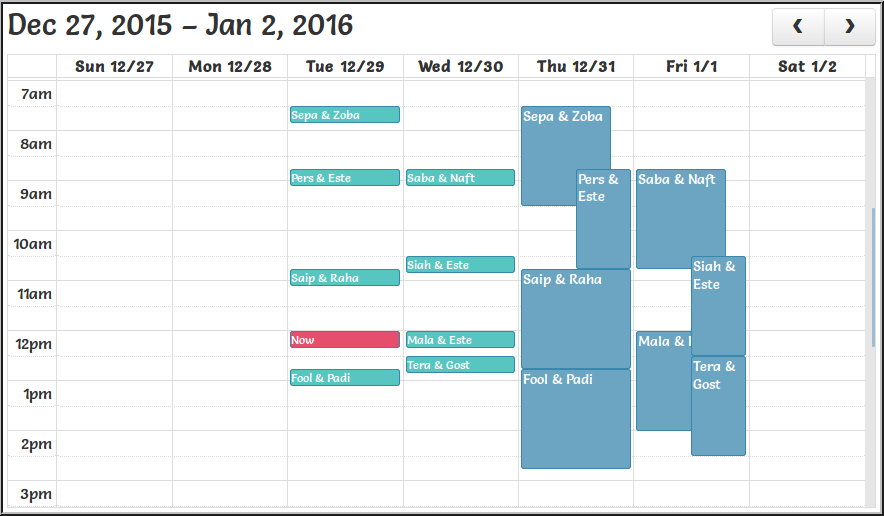 Dec 27, 2015 – Jan 2, 2016
‹ ›
Sun 12/27 Mon 12/28 Tue 12/29 Wed 12/30 Thu 12/31 Fri 1/1 Sat 1/2
7am
Sepa & Zoba Sepa & Zoba
8am
Pers & Este Saba & Naft Pers & Saba & Naft
Este
9am
10am
Siah & Este Siah &
Saip & Raha Saip & Raha Este
11am
Now Mala & Este Mala &
12pm
Tera & Gost Tera &
Fool & Padi Fool & Padi Gost
1pm
2pm
3pm